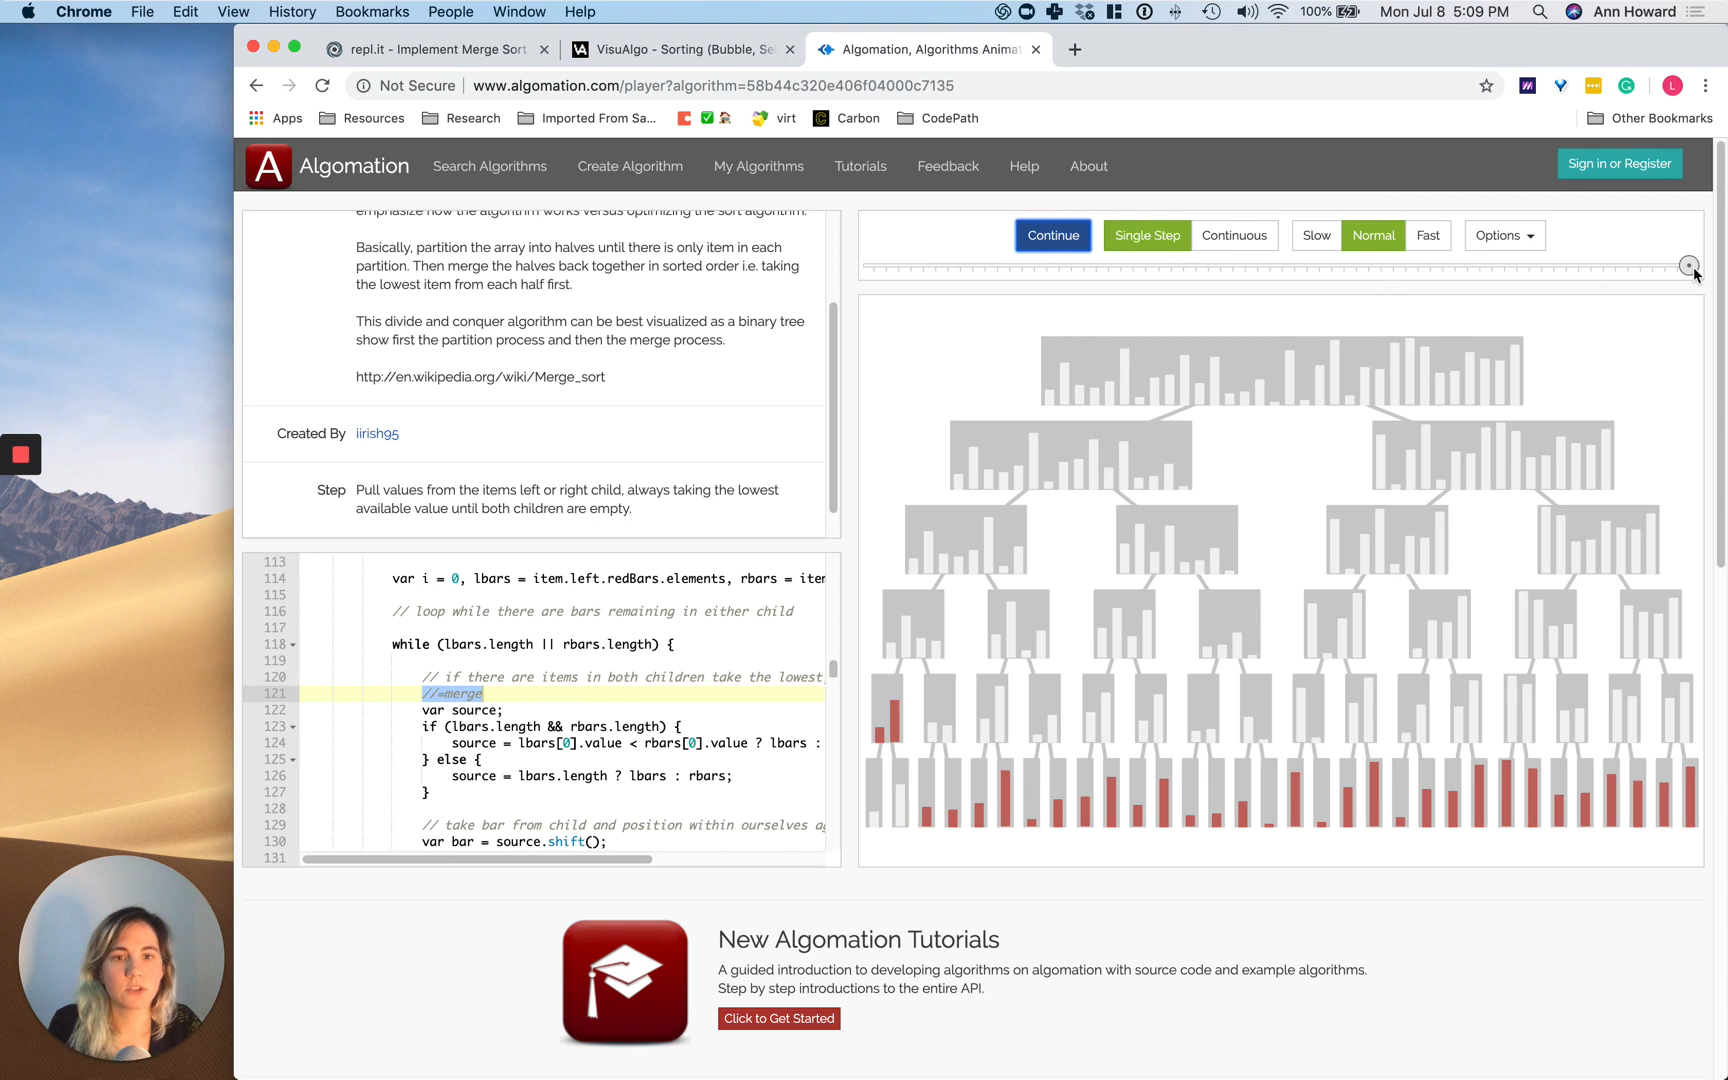 Chrome File Edit View History Bookmarks People Window Help 100% Mon Jul 8 5:09 PM Ann Howard
repl.it - Implement Merge Sort VisuAlgo - Sorting (Bubble, Se Algomation, Algorithms Animat
Not Secure www.algomation.com/player?algorithm=58b44c320e406f04000c7135
Apps Resources Research Imported From Sa... virt Carbon CodePath Other Bookmarks
A Algomation Search Algorithms Create Algorithm My Algorithms Tutorials Feedback Help About Sign in or Register
emphasize how the algorithm works versus optimizing the sort algorithm.
Basically, partition the array into halves until there is only item in each
partition. Then merge the halves back together in sorted order i.e. taking
the lowest item from each half first.
This divide and conquer algorithm can be best visualized as a binary tree
show first the partition process and then the merge process.
http://en.wikipedia.org/wiki/Merge_sort
Created By iirish95
Step Pull values from the items left or right child, always taking the lowest
available value until both children are empty.
Continue Single Step Continuous Slow Normal Fast Options
113
114 var i = 0, lbars = item.left.redBars.elements, rbars = iter
115
116 // loop while there are bars remaining in either child
117
118 while (lbars.length || rbars.length) {
119
120 // if there are items in both children take the lowest
121 //=merge
122 var source;
123 if (lbars.length && rbars.length) {
124 source = lbars[0].value < rbars[0].value ? lbars :
125 } else {
126 source = lbars.length ? lbars : rbars;
127 }
128
129 // take bar from child and position within ourselves
130 var bar = source.shift();
131
New Algomation Tutorials
A guided introduction to developing algorithms on algomation with source code and example algorithms.
Step by step introductions to the entire API.
Click to Get Started